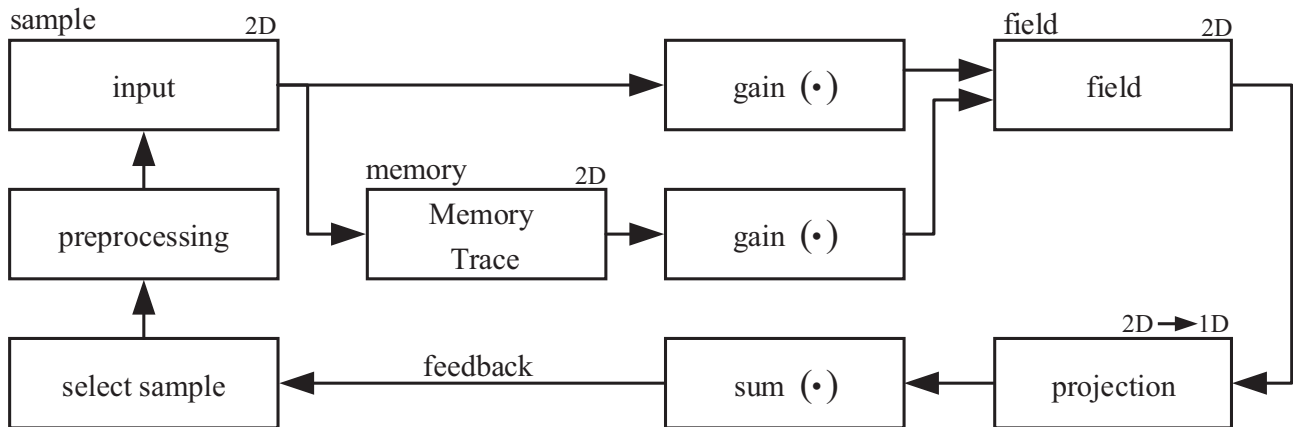 sample
2D
input
gain (•)
field
2D
field
memory
2D
Memory
Trace
gain (•)
preprocessing
2D 1D
select sample
feedback
sum (•)
projection